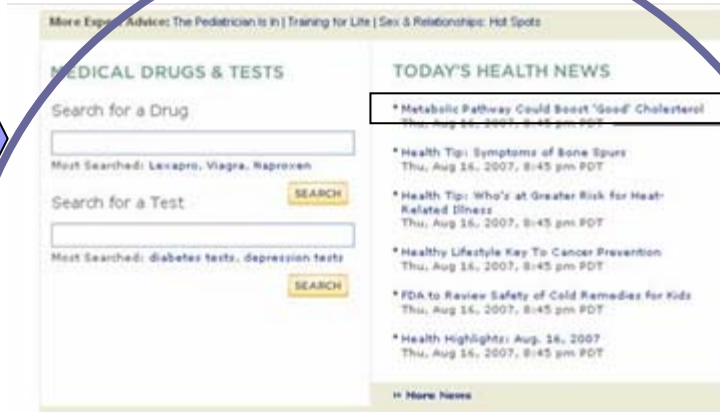 More Expert Advice: The Pediatrician Is In | Training for Life | Sex & Relationships: Hot Spots
MEDICAL DRUGS & TESTS
Search for a Drug
Most Searched: Lexapro, Viagra, Naproxen
SEARCH
Search for a Test
Most Searched: diabetes tests, depression tests
SEARCH
TODAY'S HEALTH NEWS
* Metabolic Pathway Could Boost 'Good' Cholesterol
Thu, Aug 16, 2007, 8:45 pm PDT
* Health Tip: Symptoms of Bone Spurs
Thu, Aug 16, 2007, 8:45 pm PDT
* Health Tip: Who's at Greater Risk for Heat-
Related Illness
Thu, Aug 16, 2007, 8:45 pm PDT
* Healthy Lifestyle Key To Cancer Prevention
Thu, Aug 16, 2007, 8:45 pm PDT
* FDA to Review Safety of Cold Remedies for Kids
Thu, Aug 16, 2007, 8:45 pm PDT
* Health Highlights: Aug. 16, 2007
Thu, Aug 16, 2007, 8:45 pm PDT
» More News